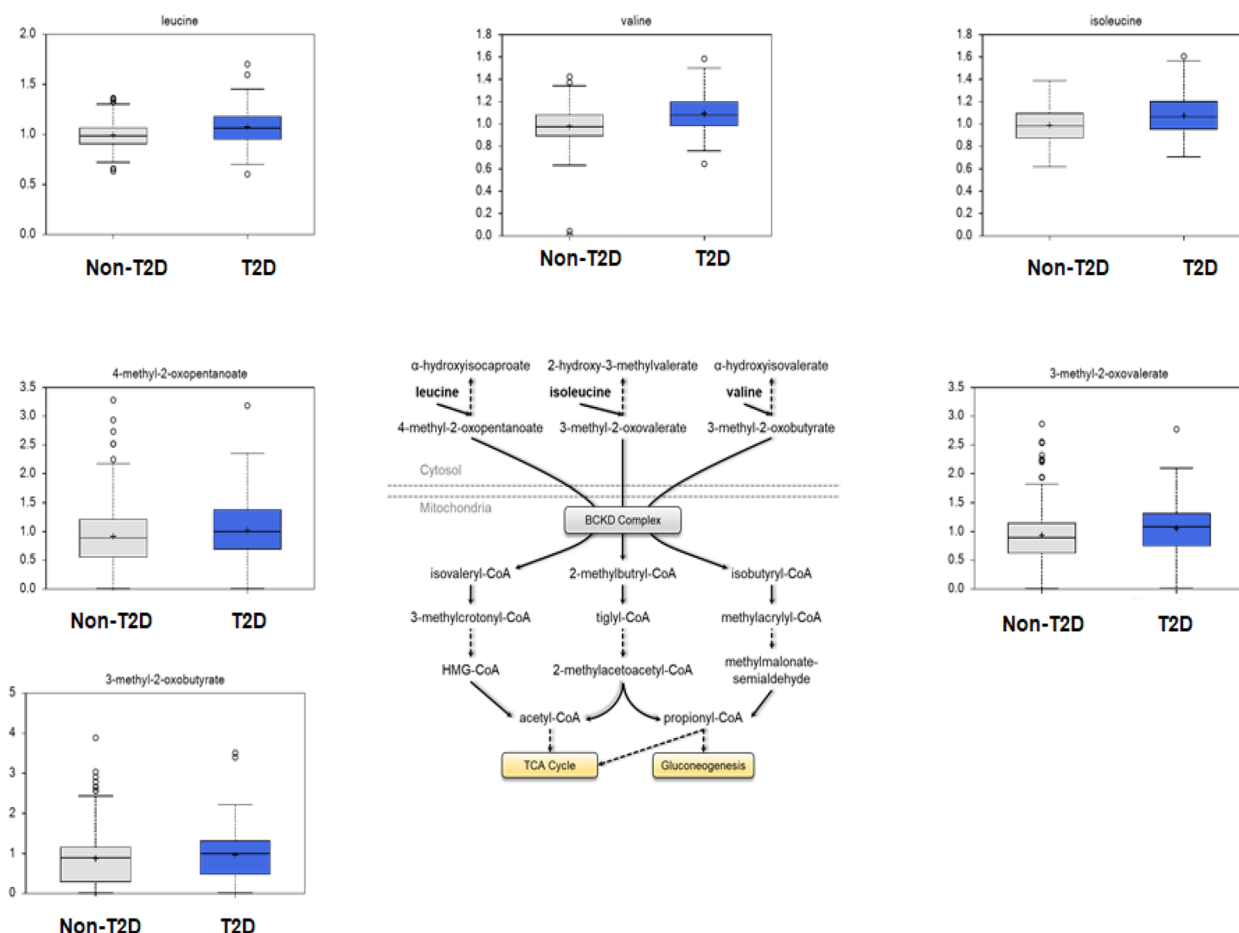 leucine
2.0
1.5
1.0
0.5
0.0
Non-T2D T2D
valine
1.8
1.6
1.4
1.2
1.0
0.8
0.6
0.4
0.2
0.0
Non-T2D T2D
isoleucine
1.8
1.6
1.4
1.2
1.0
0.8
0.6
0.4
0.2
0.0
Non-T2D T2D
4-methyl-2-oxopentanoate
3.5
3.0
2.5
2.0
1.5
1.0
0.5
0.0
Non-T2D T2D
α-hydroxyisocaproate 2-hydroxy-3-methylvalerate α-hydroxyisovalerate
leucine isoleucine valine
4-methyl-2-oxopentanoate 3-methyl-2-oxovalerate 3-methyl-2-oxobutyrate
Cytosol
Mitochondria
BCKD Complex
isovaleryl-CoA 2-methylbutryl-CoA isobutyryl-CoA
3-methylcrotonyl-CoA tiglyl-CoA methylacrylyl-CoA
HMG-CoA 2-methylacetoacetyl-CoA methylmalonate-
semialdehyde
acetyl-CoA propionyl-CoA
TCA Cycle Gluconeogenesis
3-methyl-2-oxovalerate
3.5
3.0
2.5
2.0
1.5
1.0
0.5
0.0
Non-T2D T2D
3-methyl-2-oxobutyrate
5
4
3
2
1
0
Non-T2D T2D